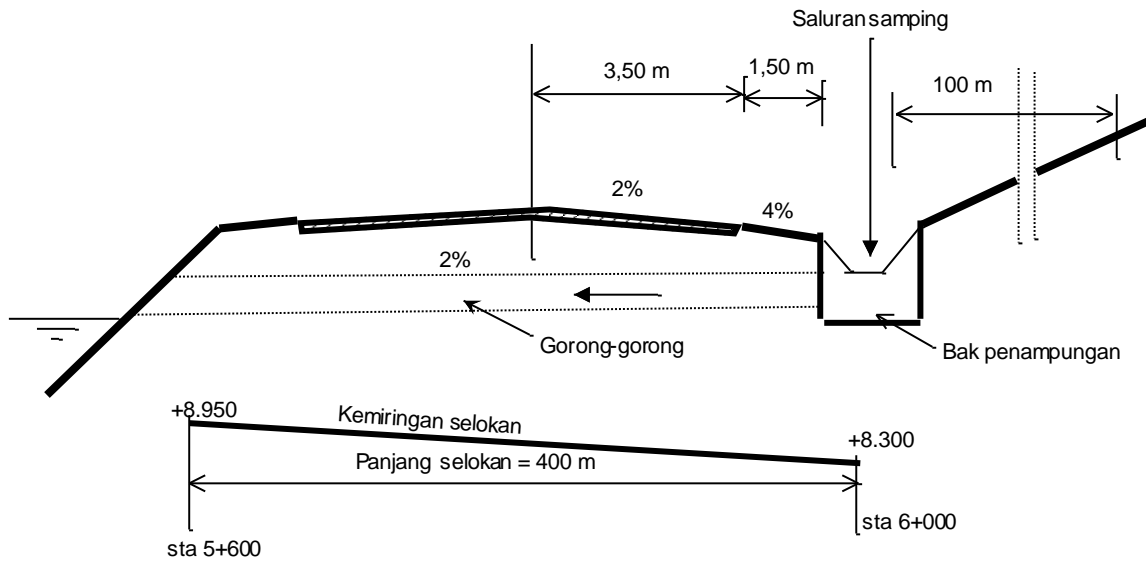 Saluran samping
3,50 m
1,50 m
100 m
2%
4%
2%
Gorong-gorong
Bak penampungan
+8.950
Kemiringan selokan
+8.300
Panjang selokan = 400 m
sta 5+600
sta 6+000